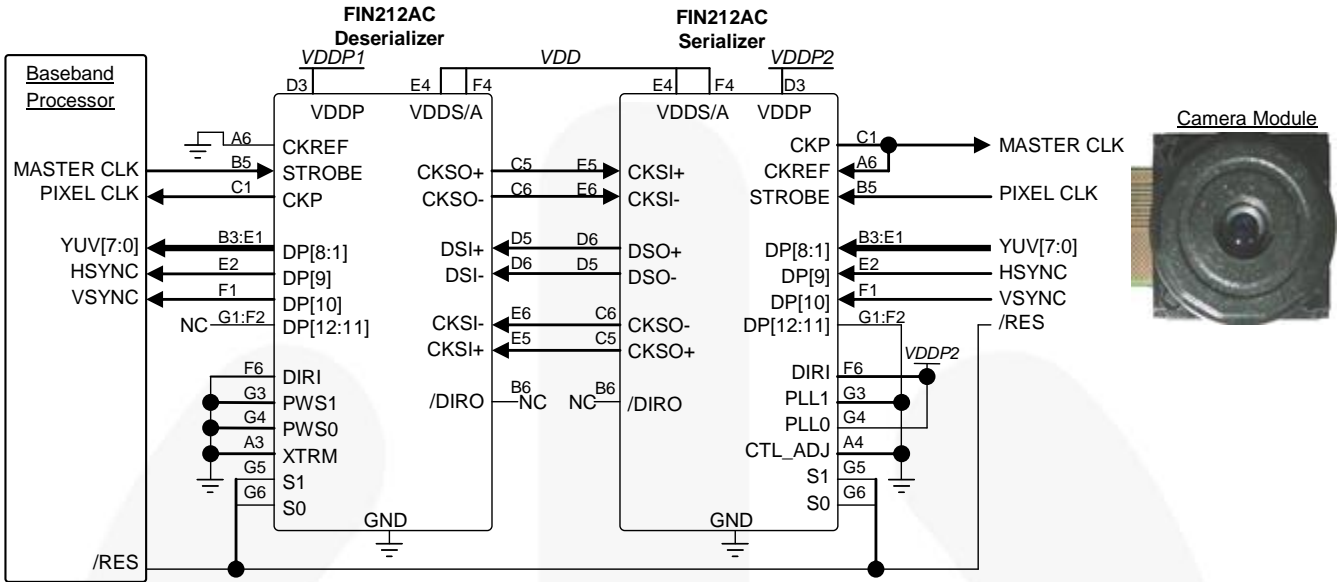 FIN212AC
Deserializer
FIN212AC
Serializer
VDDP1
VDD
VDDP2
D3
E4
F4
E4
F4
D3
VDDP
VDDS/A
VDDS/A
VDDP
Baseband
Processor
Camera Module
A6
CKREF
CKP
C1
MASTER CLK
MASTER CLK
B5
STROBE
CKSO+
C5
E5
CKSI+
CKREF
A6
PIXEL CLK
C1
CKP
CKSO-
C6
E6
CKSI-
STROBE
B5
PIXEL CLK
YUV[7:0]
B3:E1
DP[8:1]
DSI+
D5
D6
DSO+
DP[8:1]
B3:E1
YUV[7:0]
HSYNC
E2
DP[9]
DSI-
D6
D5
DSO-
DP[9]
E2
HSYNC
VSYNC
F1
DP[10]
DP[10]
F1
VSYNC
NC
G1:F2
DP[12:11]
CKSI-
E6
C6
CKSO-
DP[12:11]
G1:F2
/RES
CKSI+
E5
C5
CKSO+
VDDP2
F6
DIRI
DIRI
F6
G3
PWS1
/DIRO
B6
NC
NC
B6
/DIRO
PLL1
G3
G4
PWS0
PLL0
G4
A3
XTRM
CTL_ADJ
A4
G5
S1
S1
G5
G6
S0
S0
G6
GND
GND
/RES